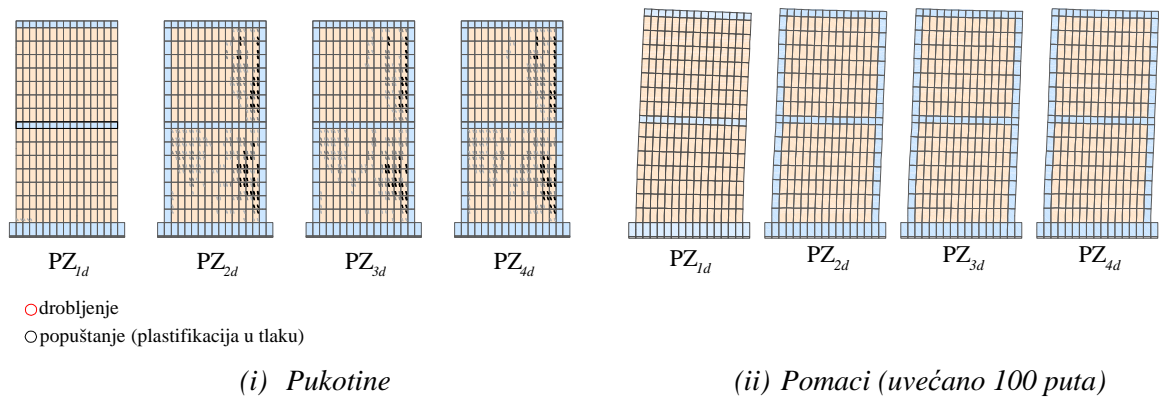 PZ1d PZ2d PZ3d PZ4d PZ1d PZ2d PZ3d PZ4d
drobljenje
popuštanje (plastifikacija u tlaku)
(i) Pukotine (ii) Pomaci (uvećano 100 puta)